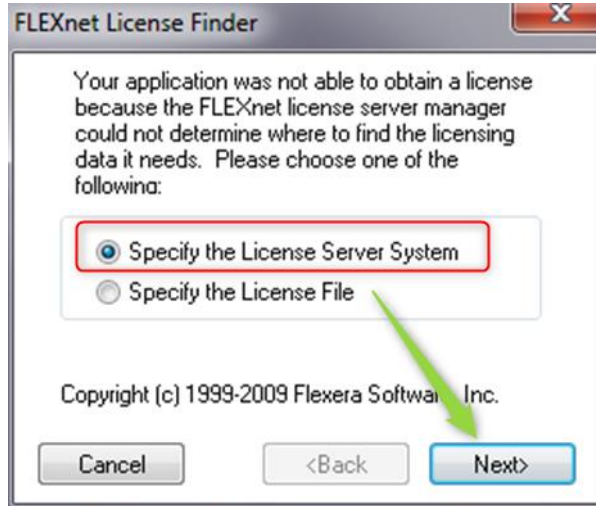 FLEXnet License Finder
Your application was not able to obtain a license
because the FLEXnet license server manager
could not determine where to find the licensing
data it needs. Please choose one of the
following:
Specify the License Server System
Specify the License File
Copyright (c) 1999-2009 Flexera Softwa Inc.
Cancel
<Back
Next>